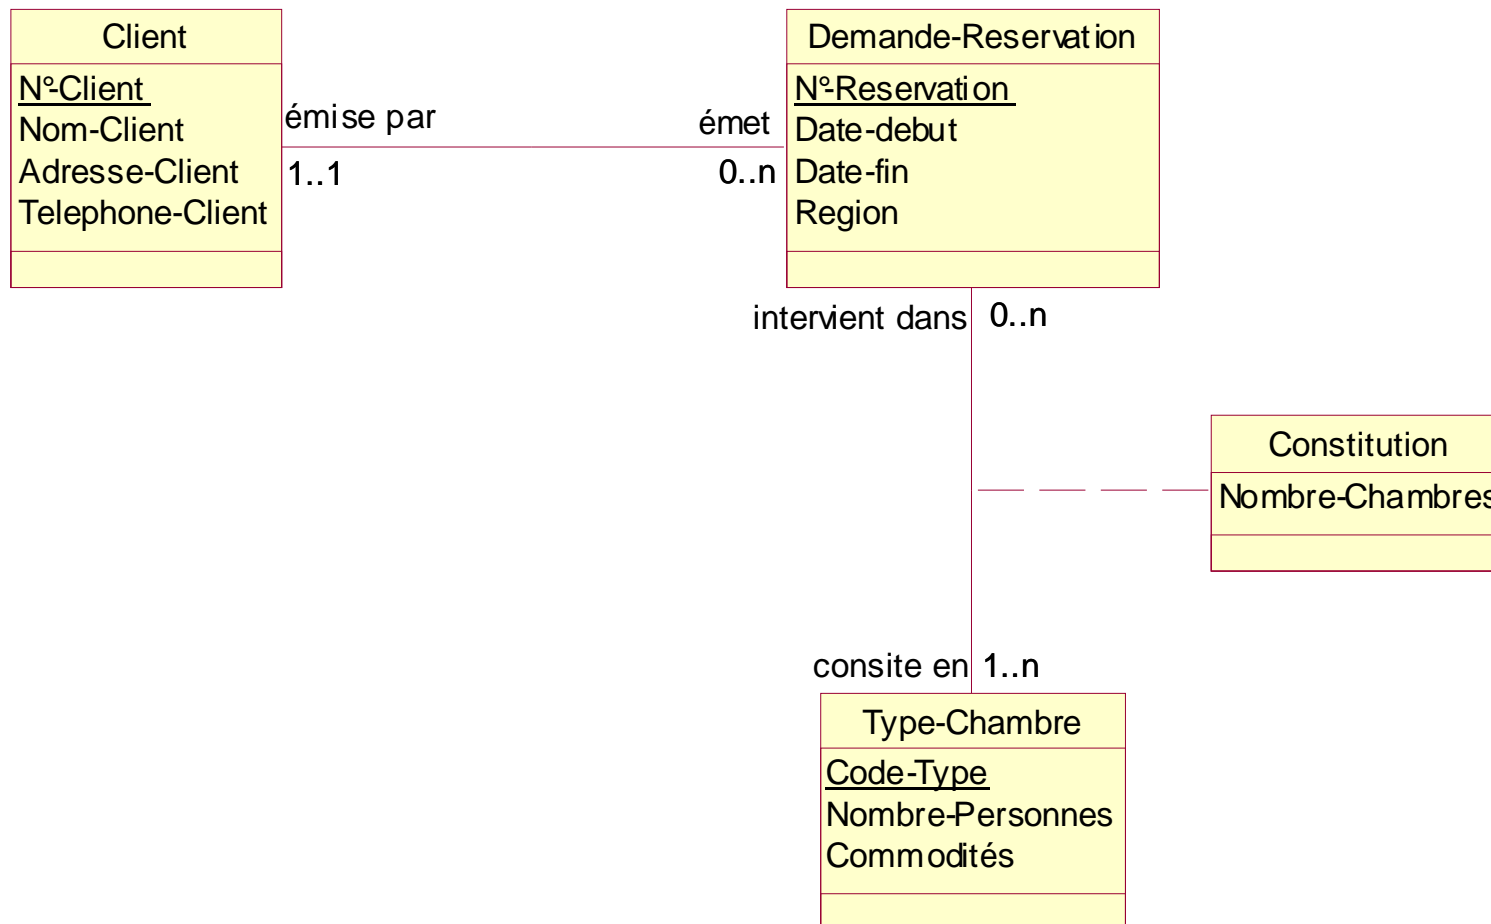 Client
N°-Client
Nom-Client
Adresse-Client
Telephone-Client
émise par
1..1
émet
0..n
Demande-Reservation
N°-Reservation
Date-debut
Date-fin
Region
intervient dans
0..n
Constitution
Nombre-Chambres
consite en
1..n
Type-Chambre
Code-Type
Nombre-Personnes
Commodités